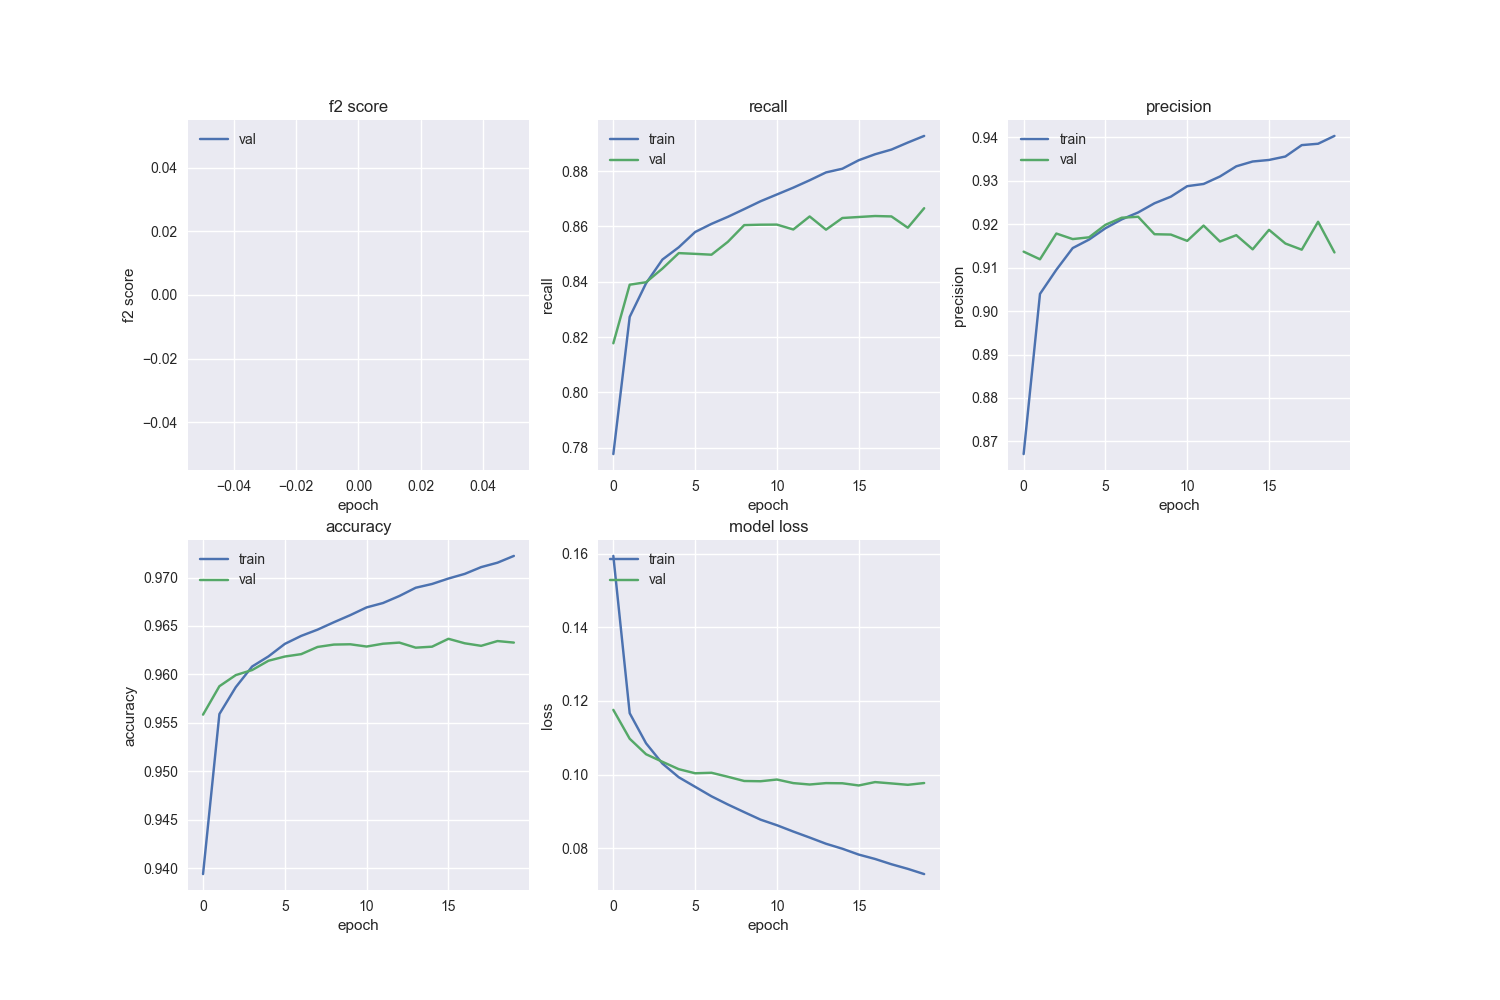 f2 score
val
f2 score
0.04
0.02
0.00
−0.02
−0.04
−0.04 −0.02 0.00 0.02 0.04
epoch
recall
train
val
recall
0.88
0.86
0.84
0.82
0.80
0.78
0 5 10 15
epoch
precision
train
val
precision
0.94
0.93
0.92
0.91
0.90
0.89
0.88
0.87
0 5 10 15
epoch
accuracy
train
val
accuracy
0.970
0.965
0.960
0.955
0.950
0.945
0.940
0 5 10 15
epoch
model loss
train
val
loss
0.16
0.14
0.12
0.10
0.08
0 5 10 15
epoch